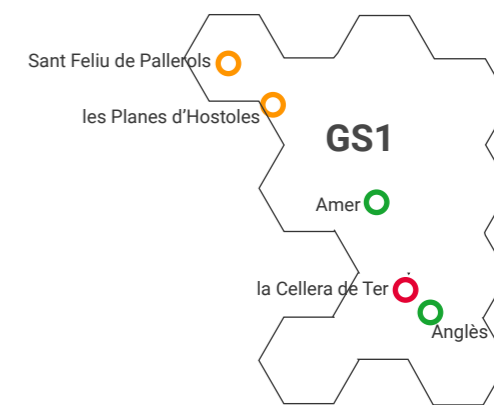 Sant Feliu de Pallerols
les Planes d'Hostoles
GS1
Amer
la Cellera de Ter
Anglès